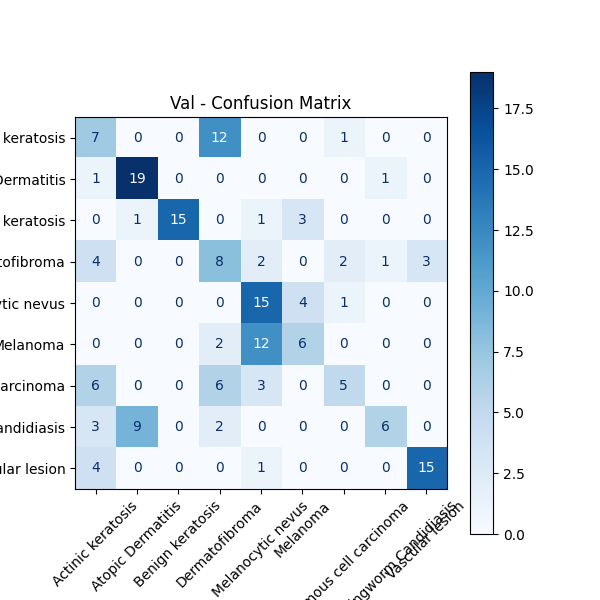 Val - Confusion Matrix
keratosis 7 0 0 12 0 0 1 0 0
Dermatitis 1 19 0 0 0 0 0 1 0
keratosis 0 1 15 0 1 3 0 0 0
tofibroma 4 0 0 8 2 0 2 1 3
ytic nevus 0 0 0 0 15 4 1 0 0
Melanoma 0 0 0 2 12 6 0 0 0
arcinoma 6 0 0 6 3 0 5 0 0
andidiasis 3 9 0 2 0 0 0 6 0
ular lesion 4 0 0 0 1 0 0 0 15
Actinic keratosis
Atopic Dermatitis
Benign keratosis
Dermatofibroma
Melanocytic nevus
Melanoma
mous cell carcinoma
ngworm Candidiasis
Vascular lesion
17.5
15.0
12.5
10.0
7.5
5.0
2.5
0.0